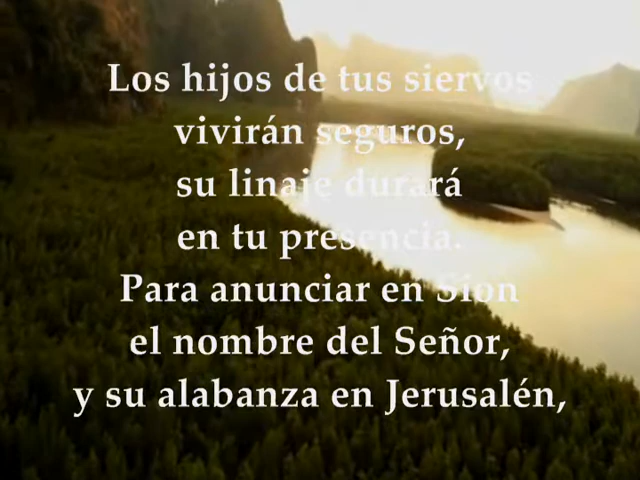 Los hijos de tus siervos
vivirán seguros,
su linaje durará
en tu presencia.
Para anunciar en Sion
el nombre del Señor,
y su alabanza en Jerusalén,